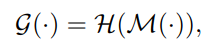 𝒢(·) = ℋ(ℳ(·)),